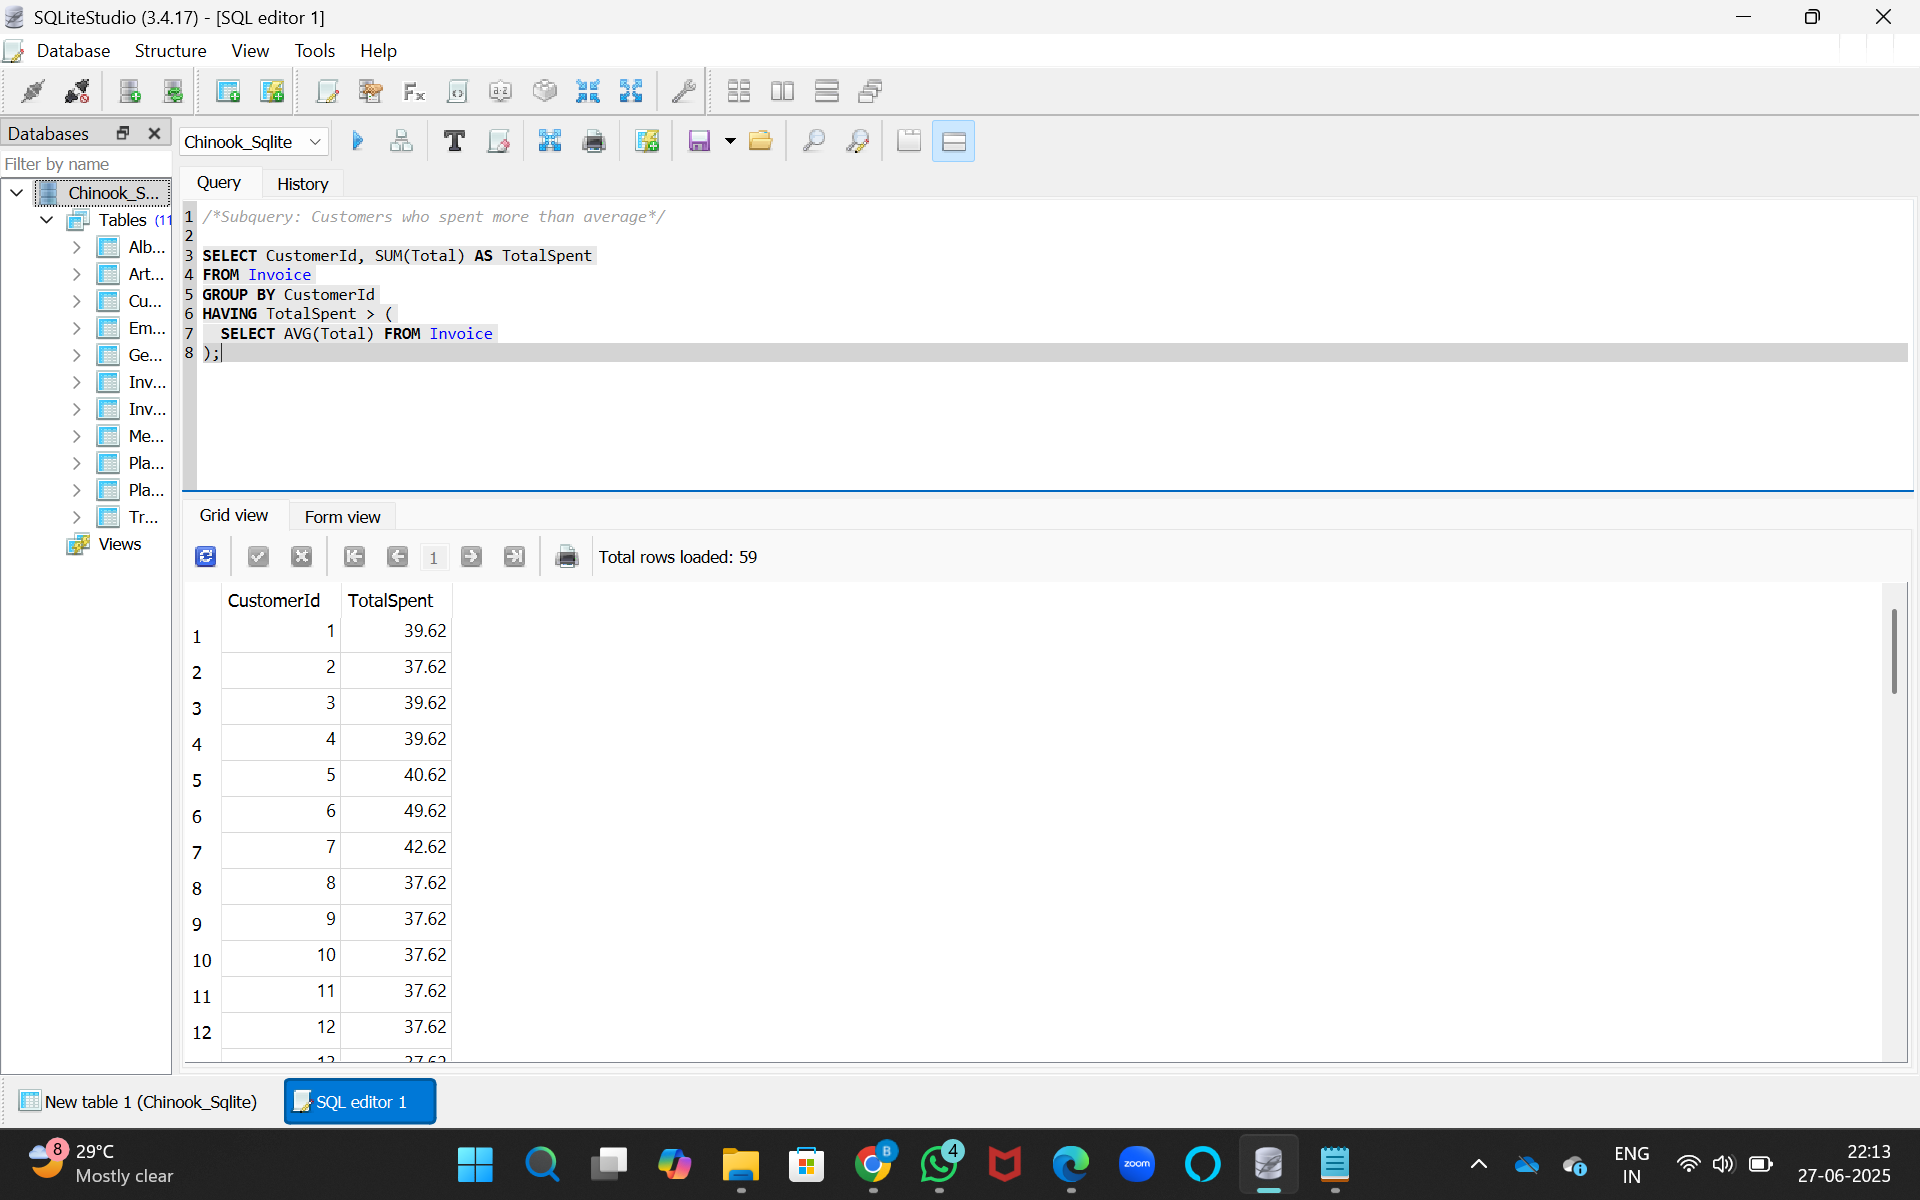 SQLiteStudio (3.4.17) - [SQL editor 1]
Database Structure View Tools Help
Databases
Filter by name
Chinook_S...
Tables (11
Alb...
Art...
Cu...
Em...
Ge...
Inv...
Inv...
Me...
Pla...
Pla...
Tr...
Views
Chinook_Sqlite
Query History
1 /*Subquery: Customers who spent more than average*/
2
3 SELECT CustomerId, SUM(Total) AS TotalSpent
4 FROM Invoice
5 GROUP BY CustomerId
6 HAVING TotalSpent > (
7 SELECT AVG(Total) FROM Invoice
8 );
Grid view Form view
1 Total rows loaded: 59
CustomerId TotalSpent
1 1 39.62
2 2 37.62
3 3 39.62
4 4 39.62
5 5 40.62
6 6 49.62
7 7 42.62
8 8 37.62
9 9 37.62
10 10 37.62
11 11 37.62
12 12 37.62
13 37.62
New table 1 (Chinook_Sqlite) SQL editor 1
8 29°C
Mostly clear
B
4
zoom
ENG
IN
22:13
27-06-2025